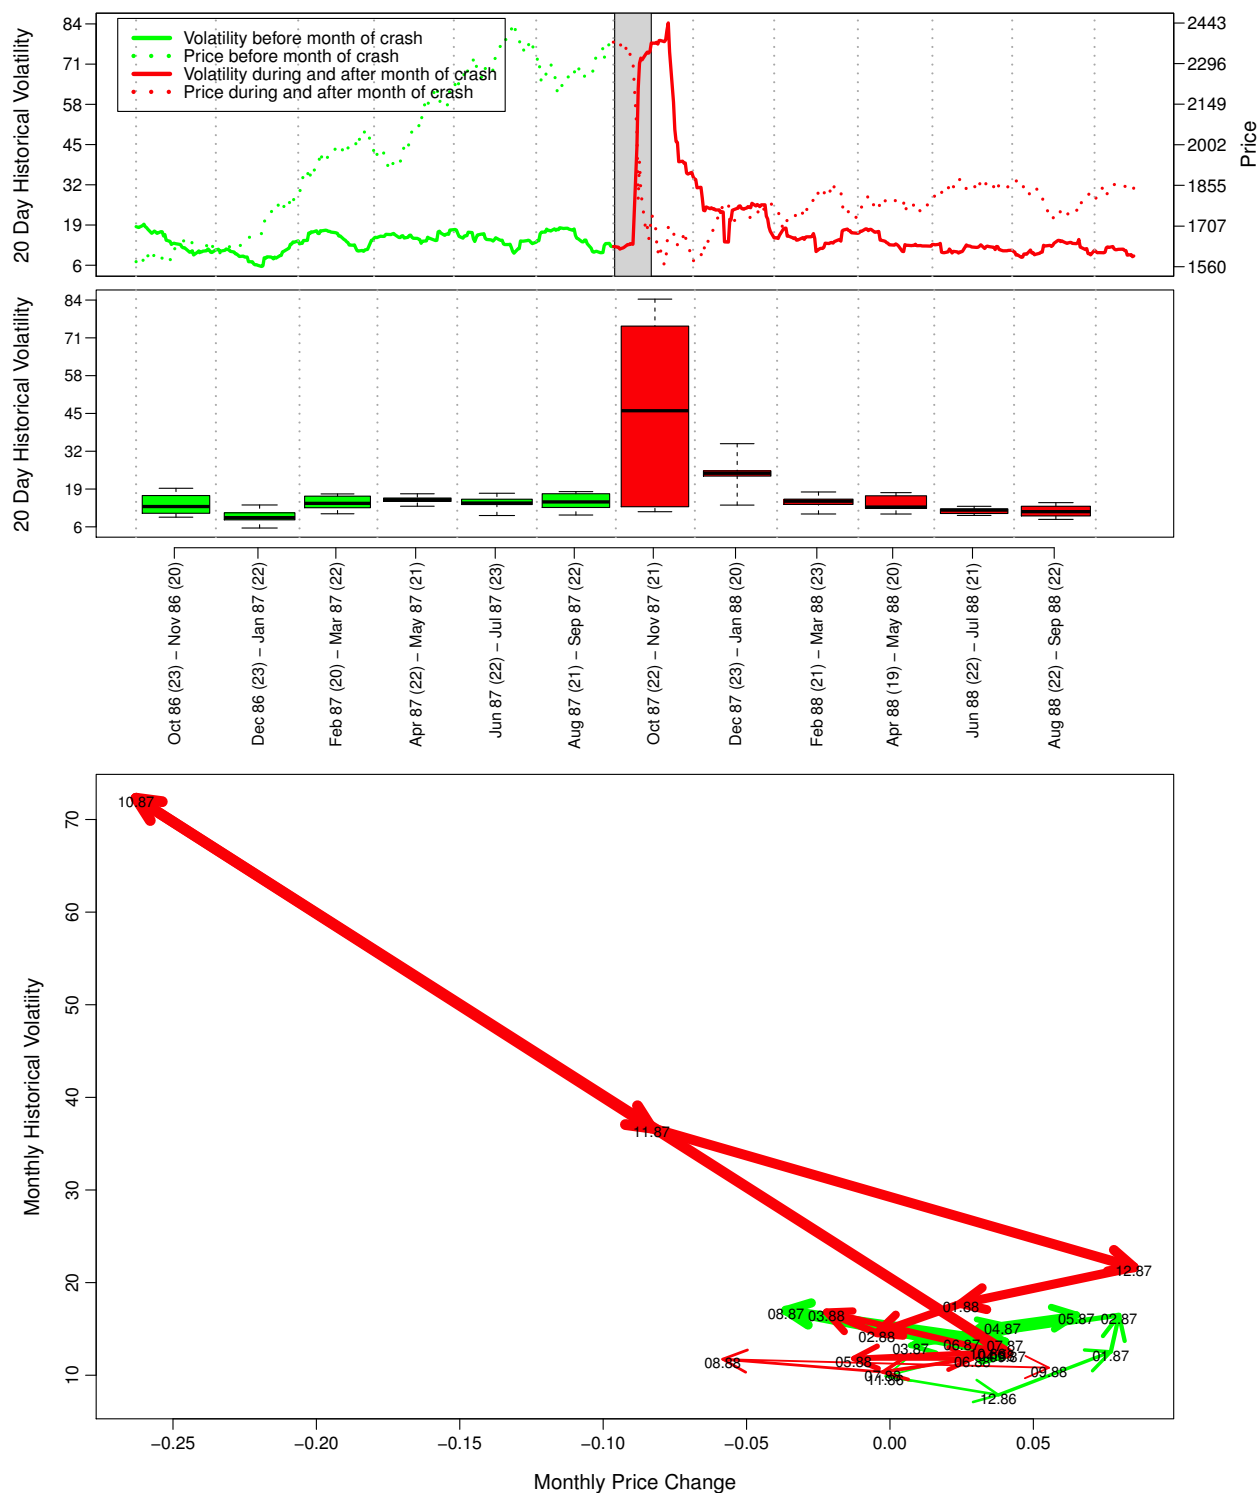 20 Day Historical Volatility
84
71
58
45
32
19
6
Volatility before month of crash
Price before month of crash
Volatility during and after month of crash
Price during and after month of crash
2443
2296
2149
2002
1855
1707
1560
Price
20 Day Historical Volatility
84
71
58
45
32
19
6
Oct 86 (23) − Nov 86 (20)
Dec 86 (23) − Jan 87 (22)
Feb 87 (20) − Mar 87 (22)
Apr 87 (22) − May 87 (21)
Jun 87 (22) − Jul 87 (23)
Aug 87 (21) − Sep 87 (22)
Oct 87 (22) − Nov 87 (21)
Dec 87 (23) − Jan 88 (20)
Feb 88 (21) − Mar 88 (23)
Apr 88 (19) − May 88 (20)
Jun 88 (22) − Jul 88 (21)
Aug 88 (22) − Sep 88 (22)
Monthly Historical Volatility
70
60
50
40
30
20
10
10.87
11.87
12.87
01.88
08.87
03.88
04.87
05.87
02.87
02.88
03.87
06.87
07.87
01.87
08.88
05.88
06.88
09.88
11.86
12.86
−0.25
−0.20
−0.15
−0.10
−0.05
0.00
0.05
Monthly Price Change